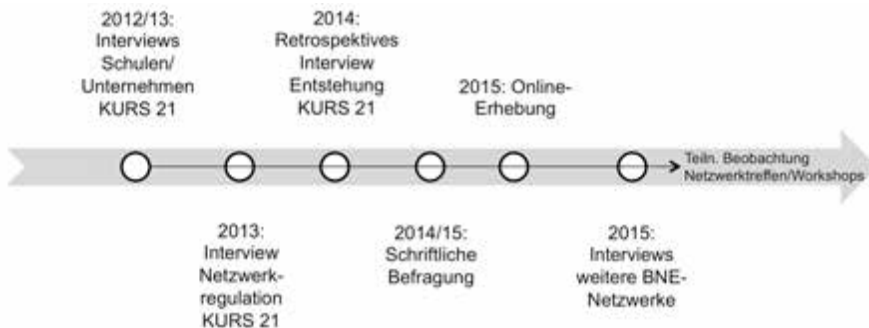 2012/13:
Interviews
Schulen/
Unternehmen
KURS 21
2014:
Retrospektives
Interview
Entstehung
KURS 21
2015: Online-
Erhebung
Teiln. Beobachtung
Netzwerktreffen/Workshops
2013:
Interview
Netzwerk-
regulation
KURS 21
2014/15:
Schriftliche
Befragung
2015:
Interviews
weitere BNE-
Netzwerke